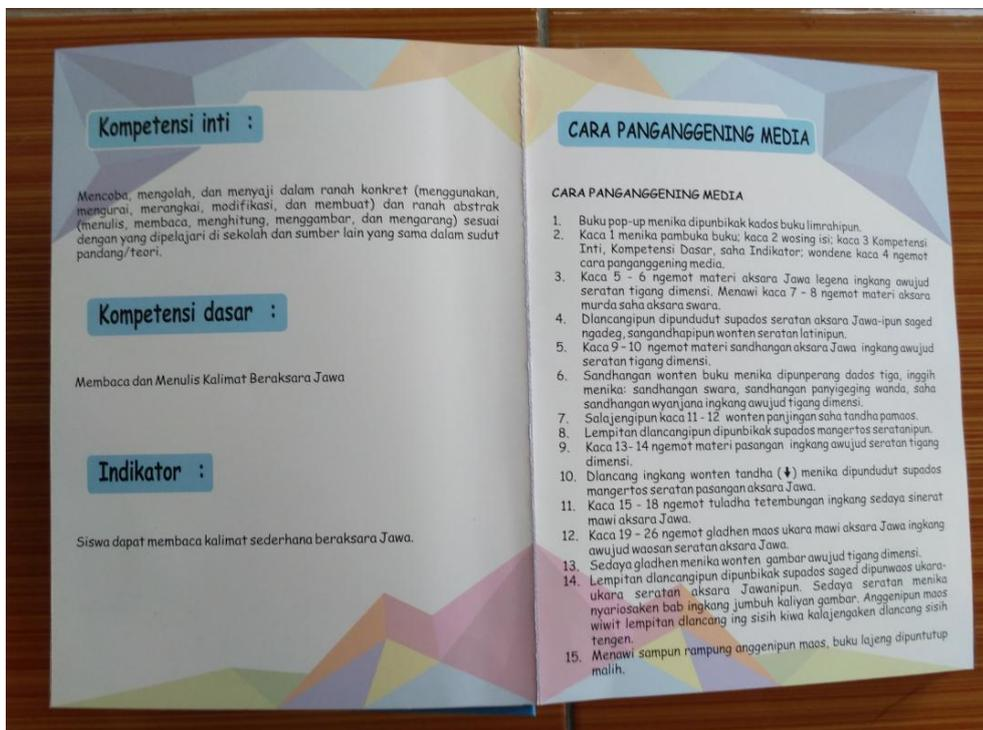 Kompetensi inti :
Mencoba, mengolah, dan menyaji dalam ranah konkret (menggunakan,
mengurai, merangkai, modifikasi, dan membuat) dan ranah abstrak
(menulis, membaca, menghitung, menggambar, dan mengarang) sesuai
dengan yang dipelajari di sekolah dan sumber lain yang sama dalam sudut
pandang/teori.
Kompetensi dasar :
Membaca dan Menulis Kalimat Beraksara Jawa
Indikator :
Siswa dapat membaca kalimat sederhana beraksara Jawa.
CARA PANGANGGENING MEDIA
CARA PANGANGGENING MEDIA
1. Buku pop-up menika dipunbikak kados buku limrahipun.
2. Kaca 1 menika pambuka buku; kaca 2 wosing isi; kaca 3 Kompetensi
Inti, Kompetensi Dasar, saha Indikator; wondene kaca 4 ngemot
cara panganggening media.
3. Kaca 5 - 6 ngemot materi aksara Jawa legena ingkang awujud
seratan tigang dimensi. Menawi kaca 7 - 8 ngemot materi aksara
murda saha aksara swara.
4. Dlancangipun dipundudut supados seratan aksara Jawa-ipun saged
ngadeg, sangandhapipun wonten seratan latinipun.
5. Kaca 9 - 10 ngemot materi sandhangan aksara Jawa ingkang awujud
seratan tigang dimensi.
6. Sandhangan wonten buku menika dipunperang dados tiga, inggih
menika: sandhangan swara, sandhangan panyigeging wanda, saha
sandhangan wyanjana ingkang awujud tigang dimensi.
7. Salajengipun kaca 11 - 12 wonten panjingan saha tandha pamaos.
8. Lempitan dlancangipun dipunbikak supados mangertos seratanipun.
9. Kaca 13- 14 ngemot materi pasangan ingkang awujud seratan tigang
dimensi.
10. Dlancang ingkang wonten tandha (↓) menika dipundudut supados
mangertos seratan pasangan aksara Jawa.
11. Kaca 15 - 18 ngemot tuladha tetembungan ingkang sedaya sinerat
mawi aksara Jawa.
12. Kaca 19 - 26 ngemot gladhen maos ukara mawi aksara Jawa ingkang
awujud waosan seratan aksara Jawa.
13. Sedaya gladhen menika wonten gambar awujud tigang dimensi.
14. Lempitan dlancangipun dipunbikak supados saged dipunwaos ukara-
ukara seratan aksara Jawanipun. Sedaya seratan menika
nyariosaken bab ingkang jumbuh kaliyan gambar. Anggenipun maos
wiwit lempitan dlancang ing sisih kiwa kalajengaken dlancang sisih
tengen.
15. Menawi sampun rampung anggenipun maos, buku lajeng dipuntutup
malih.